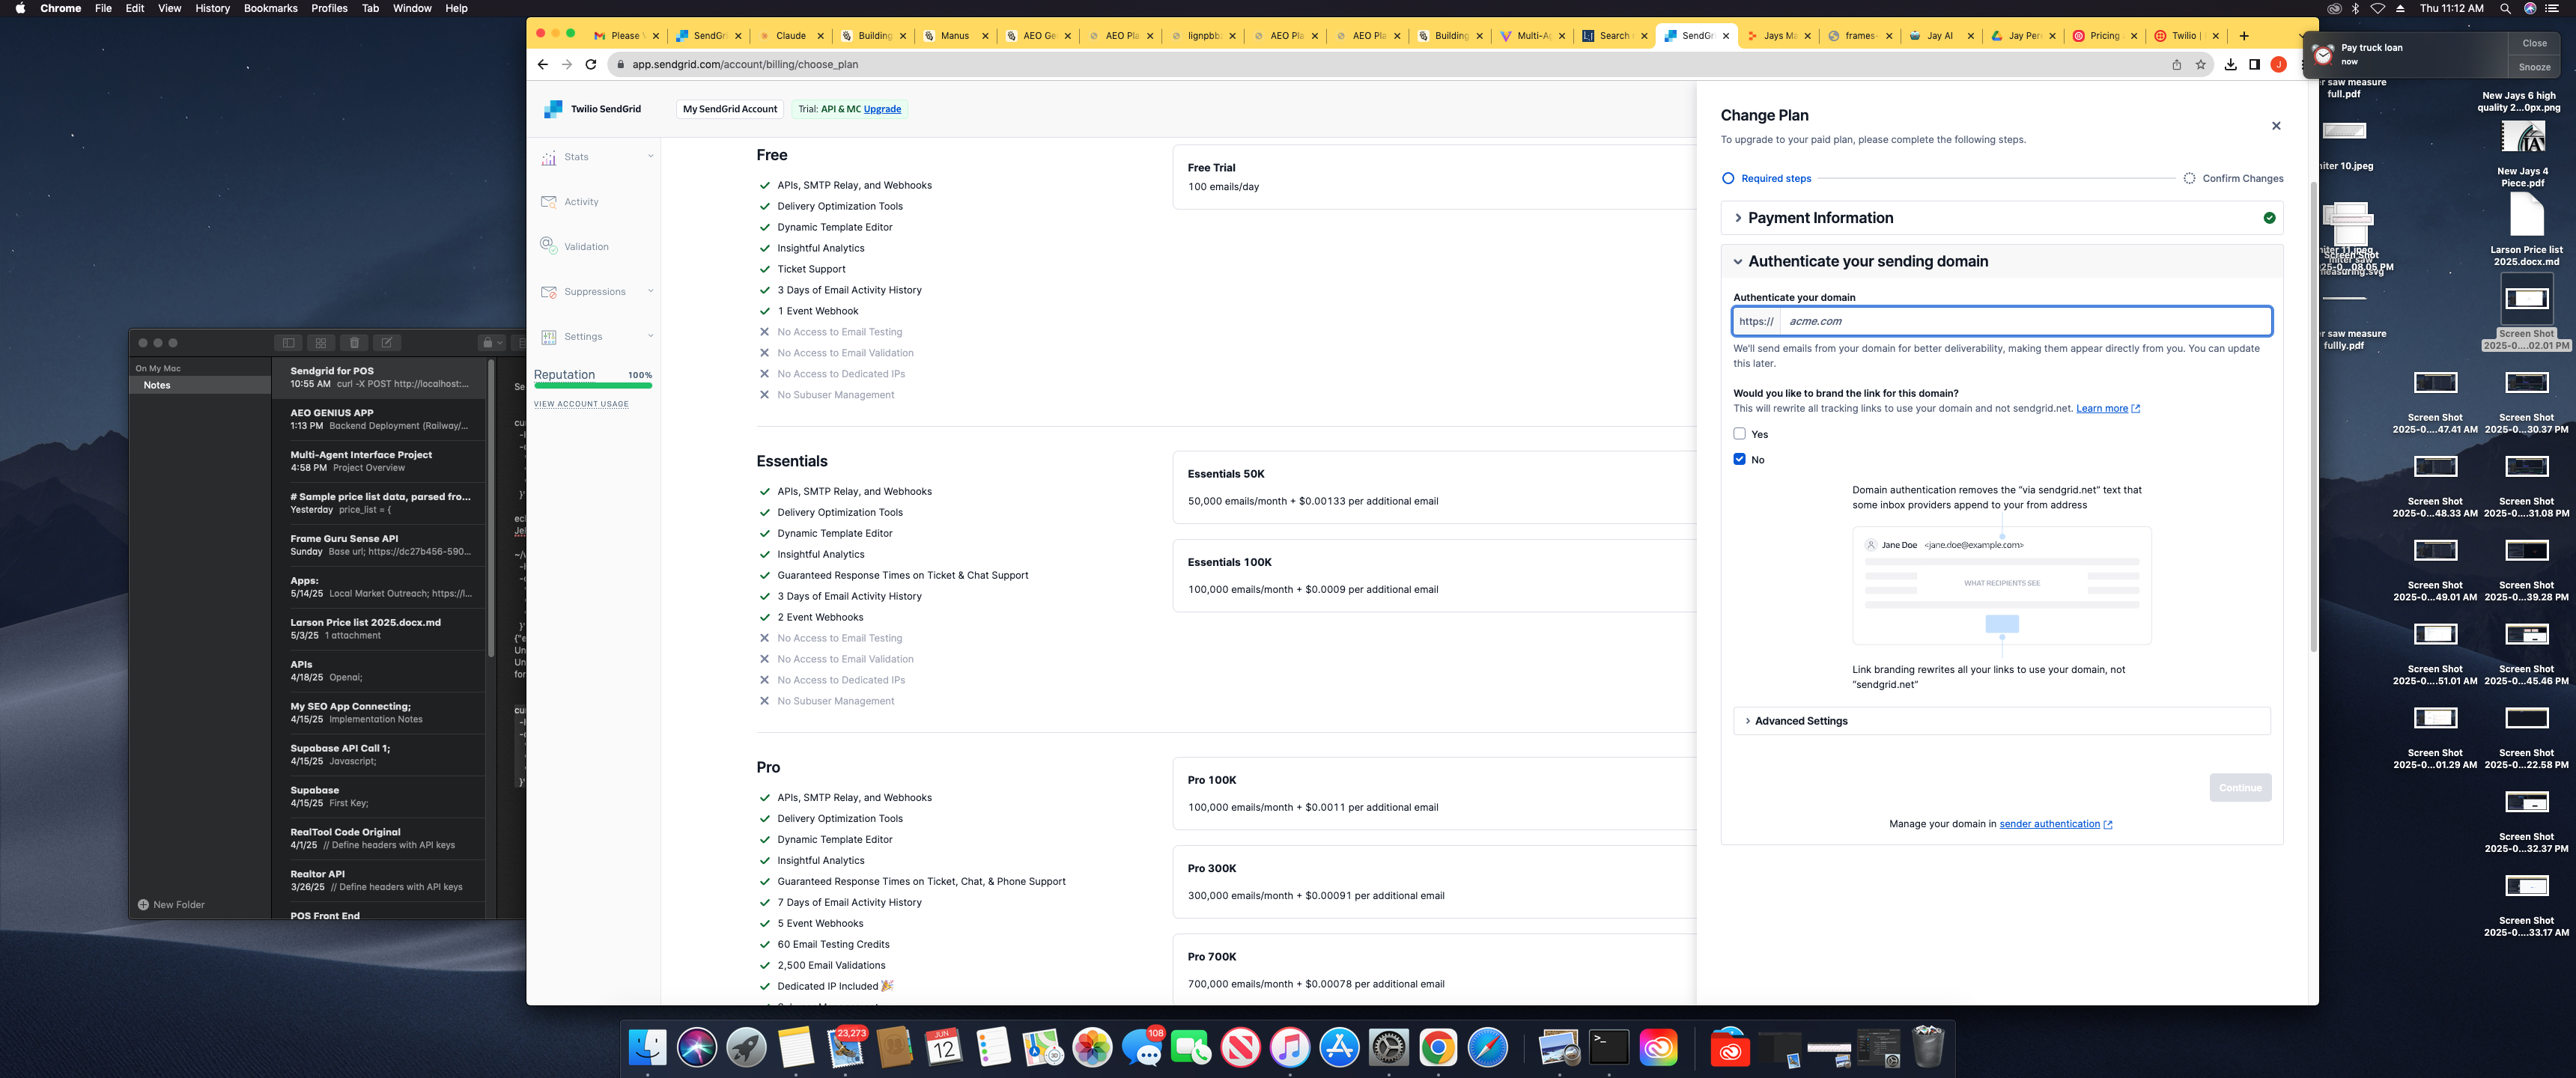 Chrome File Edit View History Bookmarks Profiles Tab Window Help
Thu 11:12 AM
Please
SendGri
Claude
Building
Manus
AEO Ge
AEO Pla
lignpbb
AEO Pla
AEO Pla
Building
Multi-A
Search
SendGri
Jays Ma
frames-
Jay AI
Jay Per
Pricing
Twilio |
app.sendgrid.com/account/billing/choose_plan
J
Pay truck loan
now
Close
Snooze
Twilio SendGrid
My SendGrid Account
Trial: API & MC Upgrade
Stats
Activity
Validation
Suppressions
Settings
Reputation 100%
VIEW ACCOUNT USAGE
Free
APIs, SMTP Relay, and Webhooks
Delivery Optimization Tools
Dynamic Template Editor
Insightful Analytics
Ticket Support
3 Days of Email Activity History
1 Event Webhook
No Access to Email Testing
No Access to Email Validation
No Access to Dedicated IPs
No Subuser Management
Free Trial
100 emails/day
Essentials
APIs, SMTP Relay, and Webhooks
Delivery Optimization Tools
Dynamic Template Editor
Insightful Analytics
Guaranteed Response Times on Ticket & Chat Support
3 Days of Email Activity History
2 Event Webhooks
No Access to Email Testing
No Access to Email Validation
No Access to Dedicated IPs
No Subuser Management
Essentials 50K
50,000 emails/month + $0.00133 per additional email
Essentials 100K
100,000 emails/month + $0.0009 per additional email
Pro
APIs, SMTP Relay, and Webhooks
Delivery Optimization Tools
Dynamic Template Editor
Insightful Analytics
Guaranteed Response Times on Ticket, Chat, & Phone Support
7 Days of Email Activity History
5 Event Webhooks
60 Email Testing Credits
2,500 Email Validations
Dedicated IP Included 🎉
Pro 100K
100,000 emails/month + $0.0011 per additional email
Pro 300K
300,000 emails/month + $0.00091 per additional email
Pro 700K
700,000 emails/month + $0.00078 per additional email
Change Plan
To upgrade to your paid plan, please complete the following steps.
Required steps
Confirm Changes
Payment Information
Authenticate your sending domain
Authenticate your domain
https:// acme.com
We'll send emails from your domain for better deliverability, making them appear directly from you. You can update
this later.
Would you like to brand the link for this domain?
This will rewrite all tracking links to use your domain and not sendgrid.net. Learn more
Yes
No
Domain authentication removes the "via sendgrid.net" text that
some inbox providers append to your from address
Jane Doe <jane.doe@example.com>
WHAT RECIPIENTS SEE
Link branding rewrites all your links to use your domain, not
"sendgrid.net"
Advanced Settings
Continue
Manage your domain in sender authentication
On My Mac
Notes
New Folder
Sendgrid for POS
10:55 AM curl -X POST http://localhost:...
AEO GENIUS APP
1:13 PM Backend Deployment (Railway/...
Multi-Agent Interface Project
4:58 PM Project Overview
# Sample price list data, parsed fro...
Yesterday price_list = {
Frame Guru Sense API
Sunday Base url; https://dc27b456-590...
Apps:
5/14/25 Local Market Outreach; https://l...
Larson Price list 2025.docx.md
5/3/25 1 attachment
APIs
4/18/25 Openai;
My SEO App Connecting;
4/15/25 Implementation Notes
Supabase API Call 1;
4/15/25 Javascript;
Supabase
4/15/25 First Key;
RealTool Code Original
4/1/25 // Define headers with API keys
Realtor API
3/26/25 // Define headers with API keys
POS Front End
er saw measure
full.pdf
New Jays 6 high
quality 2...0px.png
niter 10.jpeg
New Jays 4
Piece.pdf
Larson Price list
2025.docx.md
er saw measure
fullly.pdf
Screen Shot
2025-0....02.01 PM
Screen Shot
2025-0....47.41 AM
Screen Shot
2025-0...30.37 PM
Screen Shot
2025-0...48.33 AM
Screen Shot
2025-0....31.08 PM
Screen Shot
2025-0...49.01 AM
Screen Shot
2025-0...39.28 PM
Screen Shot
2025-0....51.01 AM
Screen Shot
2025-0...45.46 PM
Screen Shot
2025-0....01.29 AM
Screen Shot
2025-0...22.58 PM
Screen Shot
2025-0...32.37 PM
Screen Shot
2025-0....33.17 AM
23,273
JUN
12
108